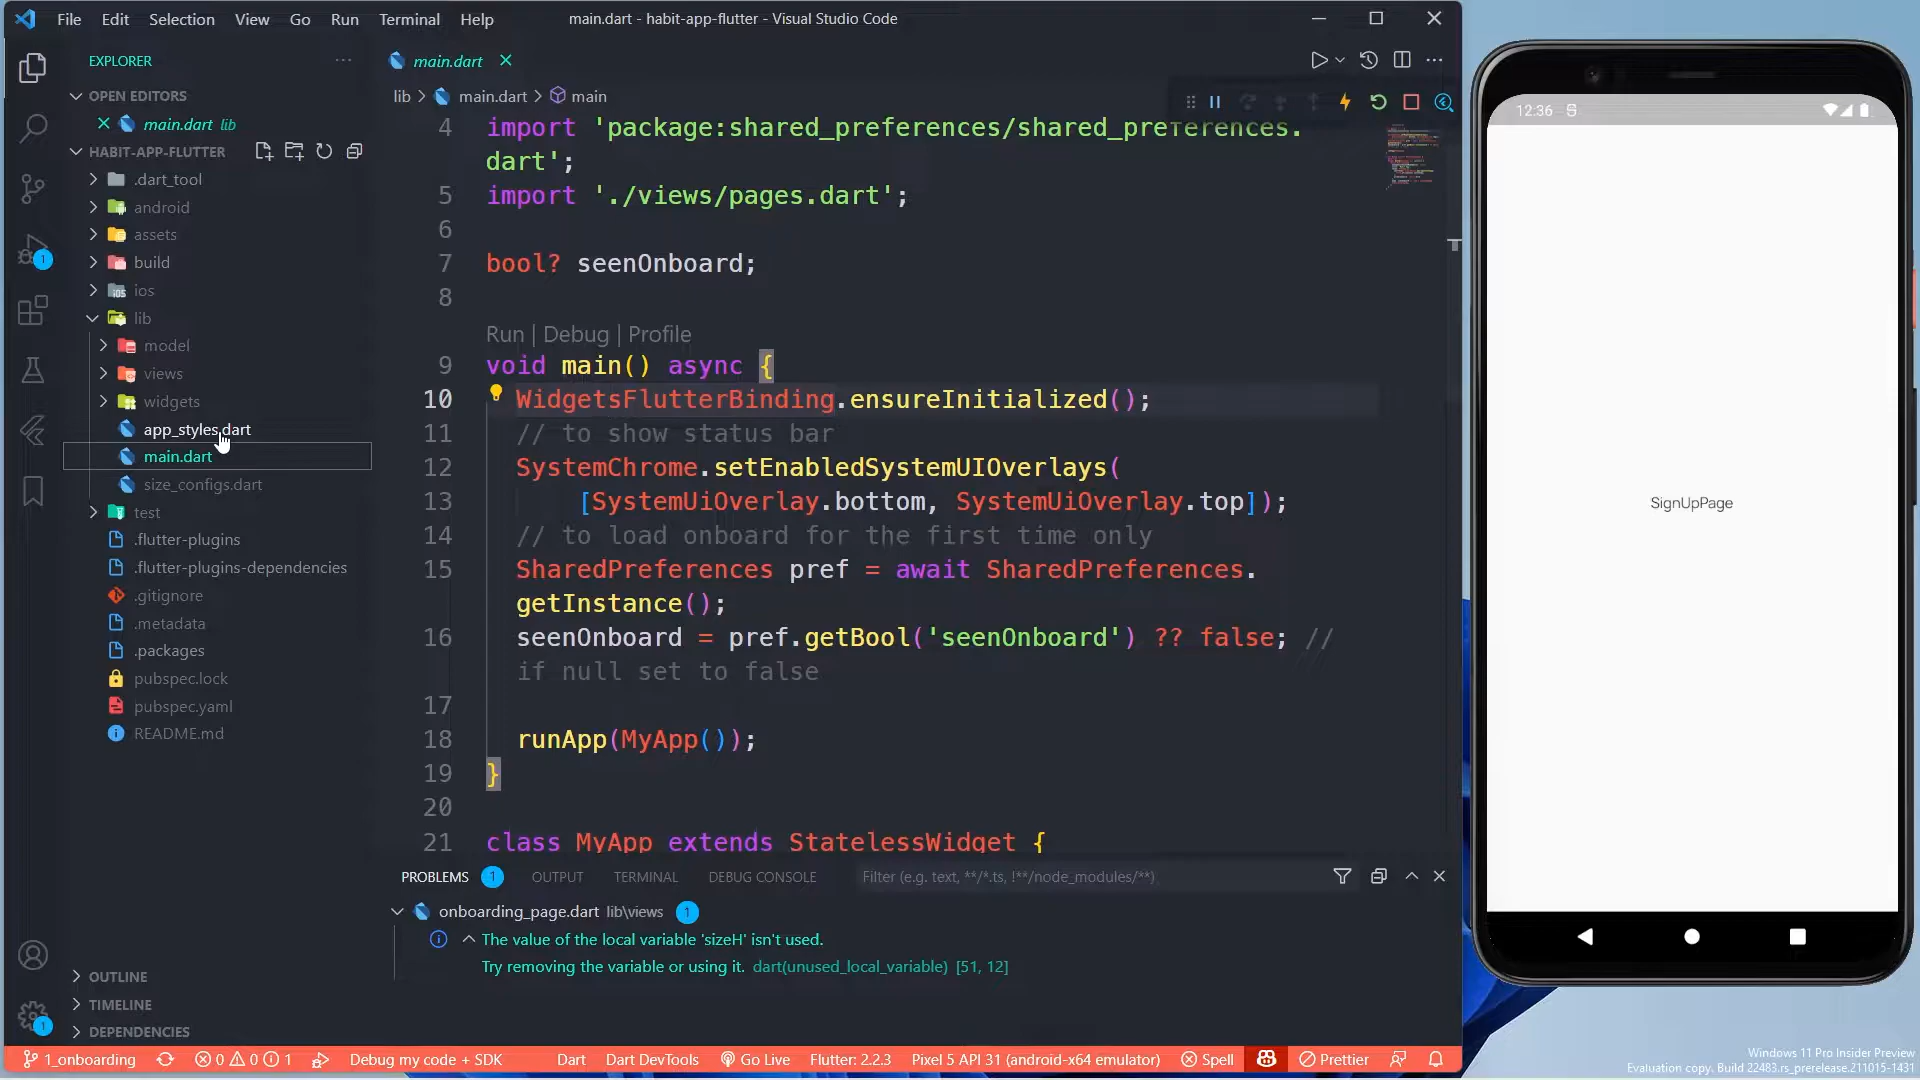 File Edit Selection View Go Run Terminal Help
main.dart - habit-app-flutter - Visual Studio Code
EXPLORER
OPEN EDITORS
main.dart lib
HABIT-APP-FLUTTER
.dart_tool
android
assets
build
ios
lib
model
views
widgets
app_styles.dart
main.dart
size_configs.dart
test
.flutter-plugins
.flutter-plugins-dependencies
.gitignore
.metadata
.packages
pubspec.lock
pubspec.yaml
README.md
OUTLINE
TIMELINE
DEPENDENCIES
1
1
main.dart
lib > main.dart > main
4 import 'package:shared_preferences/shared_preferences.
dart';
5 import './views/pages.dart';
6
7 bool? seenOnboard;
8
Run | Debug | Profile
9 void main() async {
10 WidgetsFlutterBinding.ensureInitialized();
11 // to show status bar
12 SystemChrome.setEnabledSystemUIOverlays(
13 [SystemUiOverlay.bottom, SystemUiOverlay.top]);
14 // to load onboard for the first time only
15 SharedPreferences pref = await SharedPreferences.
getInstance();
16 seenOnboard = pref.getBool('seenOnboard') ?? false; //
if null set to false
17
18 runApp(MyApp());
19 }
20
21 class MyApp extends StatelessWidget {
PROBLEMS 1 OUTPUT TERMINAL DEBUG CONSOLE Filter (e.g. text, **/*.ts, !**/node_modules/**)
onboarding_page.dart lib\views 1
The value of the local variable 'sizeH' isn't used.
Try removing the variable or using it. dart(unused_local_variable) [51, 12]
1_onboarding 0 0 1 Debug my code + SDK Dart Dart DevTools Go Live Flutter: 2.2.3 Pixel 5 API 31 (android-x64 emulator) Spell Prettier
12:36
SignUpPage
Windows 11 Pro Insider Preview
Evaluation copy. Build 22483.rs_prerelease.211015-1431